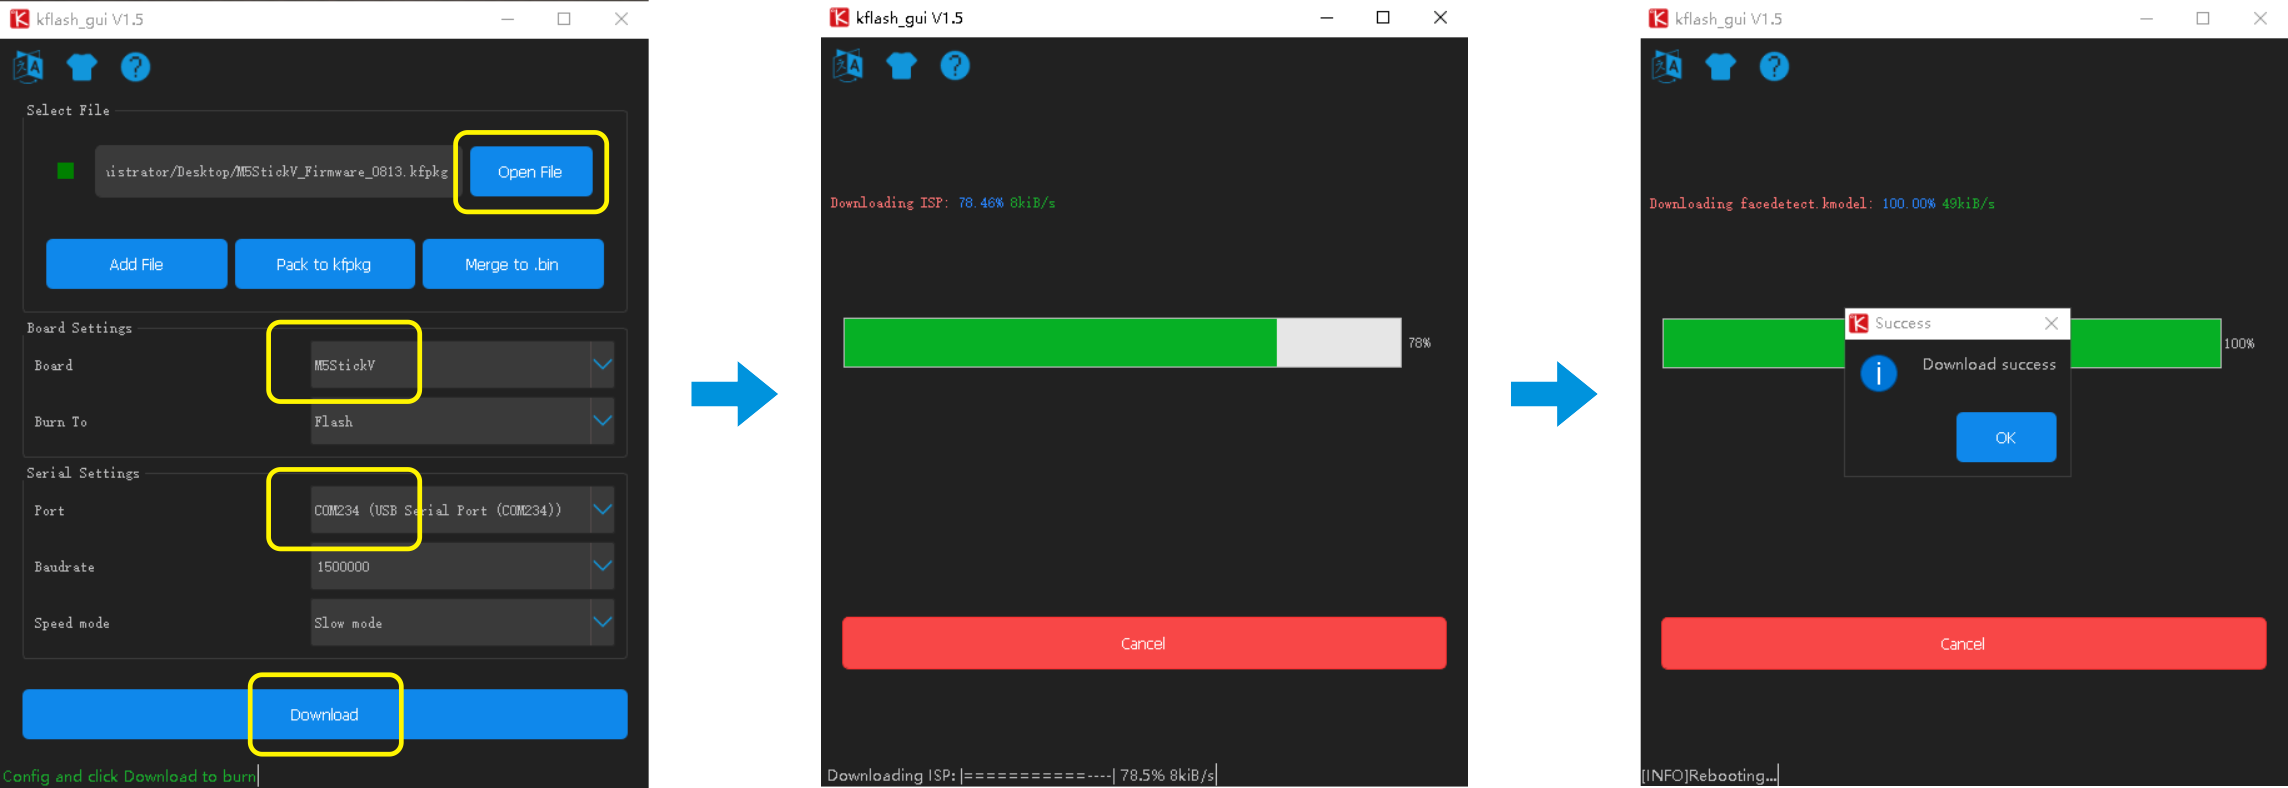 kflash_gui V1.5
Select File
istrator/Desktop/M5StickV_Firmware_0813.kfpkg
Open File
Add File
Pack to kfpkg
Merge to .bin
Board Settings
Board
M5StickV
Burn To
Flash
Serial Settings
Port
COM234 (USB Serial Port (COM234))
Baudrate
1500000
Speed mode
Slow mode
Download
Config and click Download to burn
kflash_gui V1.5
Downloading ISP: 78.46% 8kiB/s
78%
Cancel
Downloading ISP: |===========----| 78.5% 8kiB/s
kflash_gui V1.5
Downloading facedetect.kmodel: 100.00% 49kiB/s
100%
Success
Download success
OK
Cancel
[INFO]Rebooting...